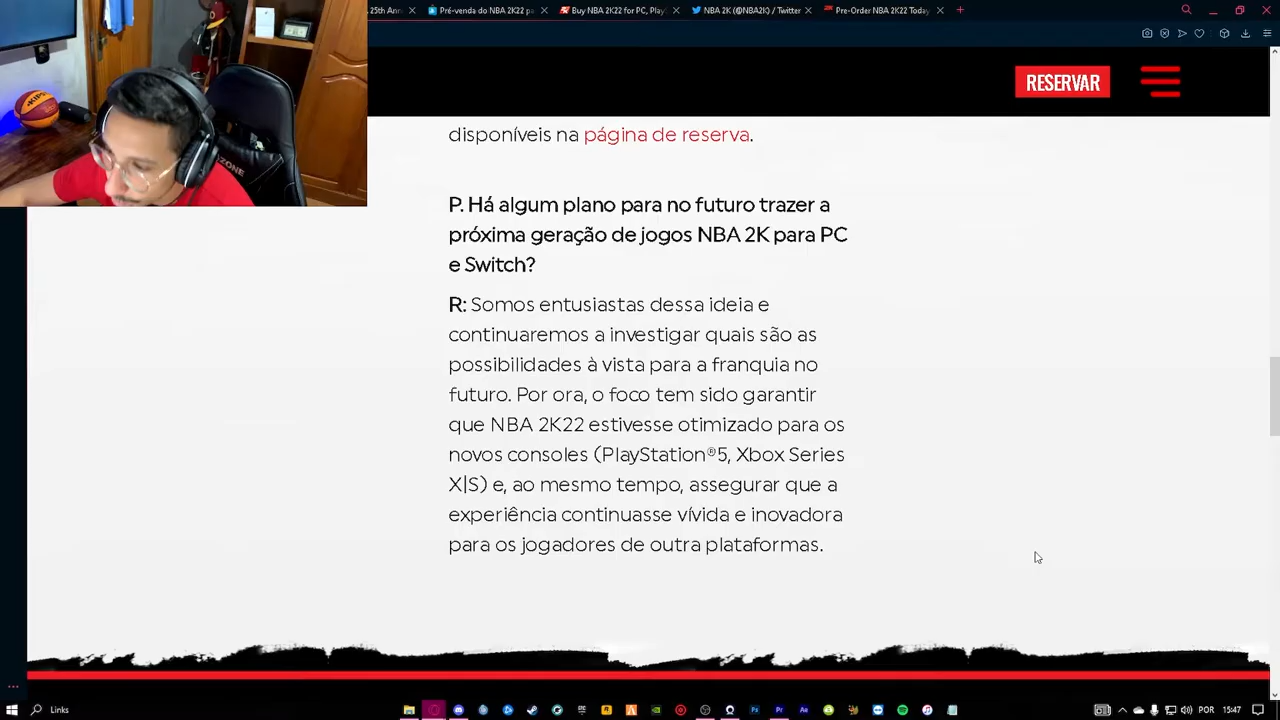 25th Ann
Pré-venda do NBA 2K22 p
Buy NBA 2K22 for PC, Play
NBA 2K (@NBA2K) / Twitter
Pre-Order NBA 2K22 Today
RESERVAR
disponíveis na página de reserva.
P. Há algum plano para no futuro trazer a
próxima geração de jogos NBA 2K para PC
e Switch?
R: Somos entusiastas dessa ideia e
continuaremos a investigar quais são as
possibilidades à vista para a franquia no
futuro. Por ora, o foco tem sido garantir
que NBA 2K22 estivesse otimizado para os
novos consoles (PlayStation®5, Xbox Series
X|S) e, ao mesmo tempo, assegurar que a
experiência continuasse vívida e inovadora
para os jogadores de outra plataformas.
Links
POR
15:47